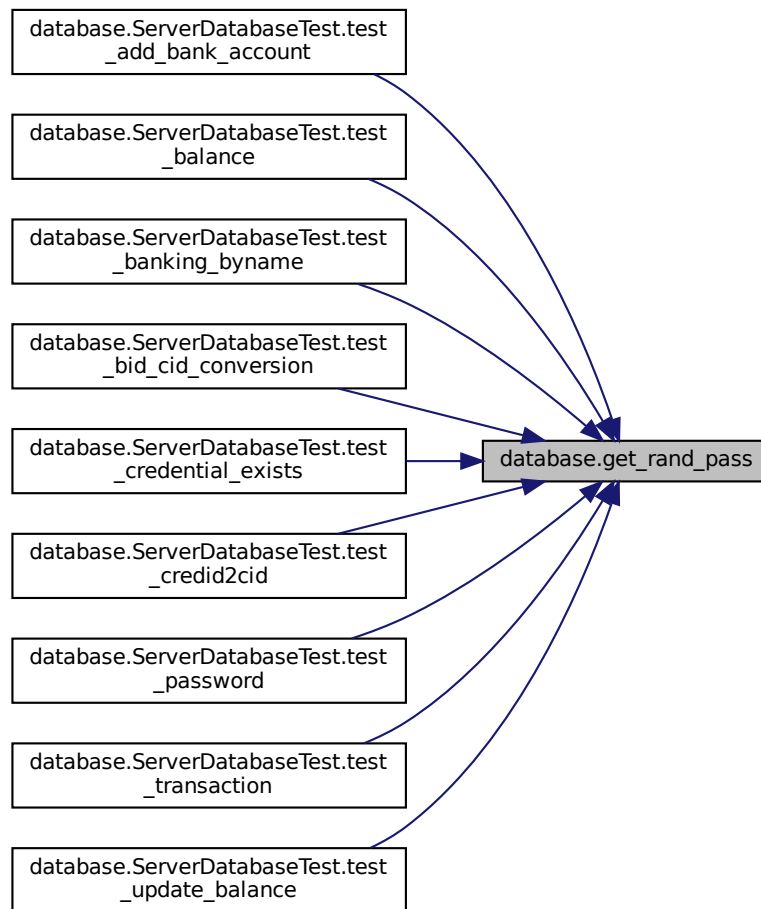 database.ServerDatabaseTest.test
_add_bank_account
database.ServerDatabaseTest.test
_balance
database.ServerDatabaseTest.test
_banking_byname
database.ServerDatabaseTest.test
_bid_cid_conversion
database.ServerDatabaseTest.test
_credential_exists
database.get_rand_pass
database.ServerDatabaseTest.test
_credid2cid
database.ServerDatabaseTest.test
_password
database.ServerDatabaseTest.test
_transaction
database.ServerDatabaseTest.test
_update_balance